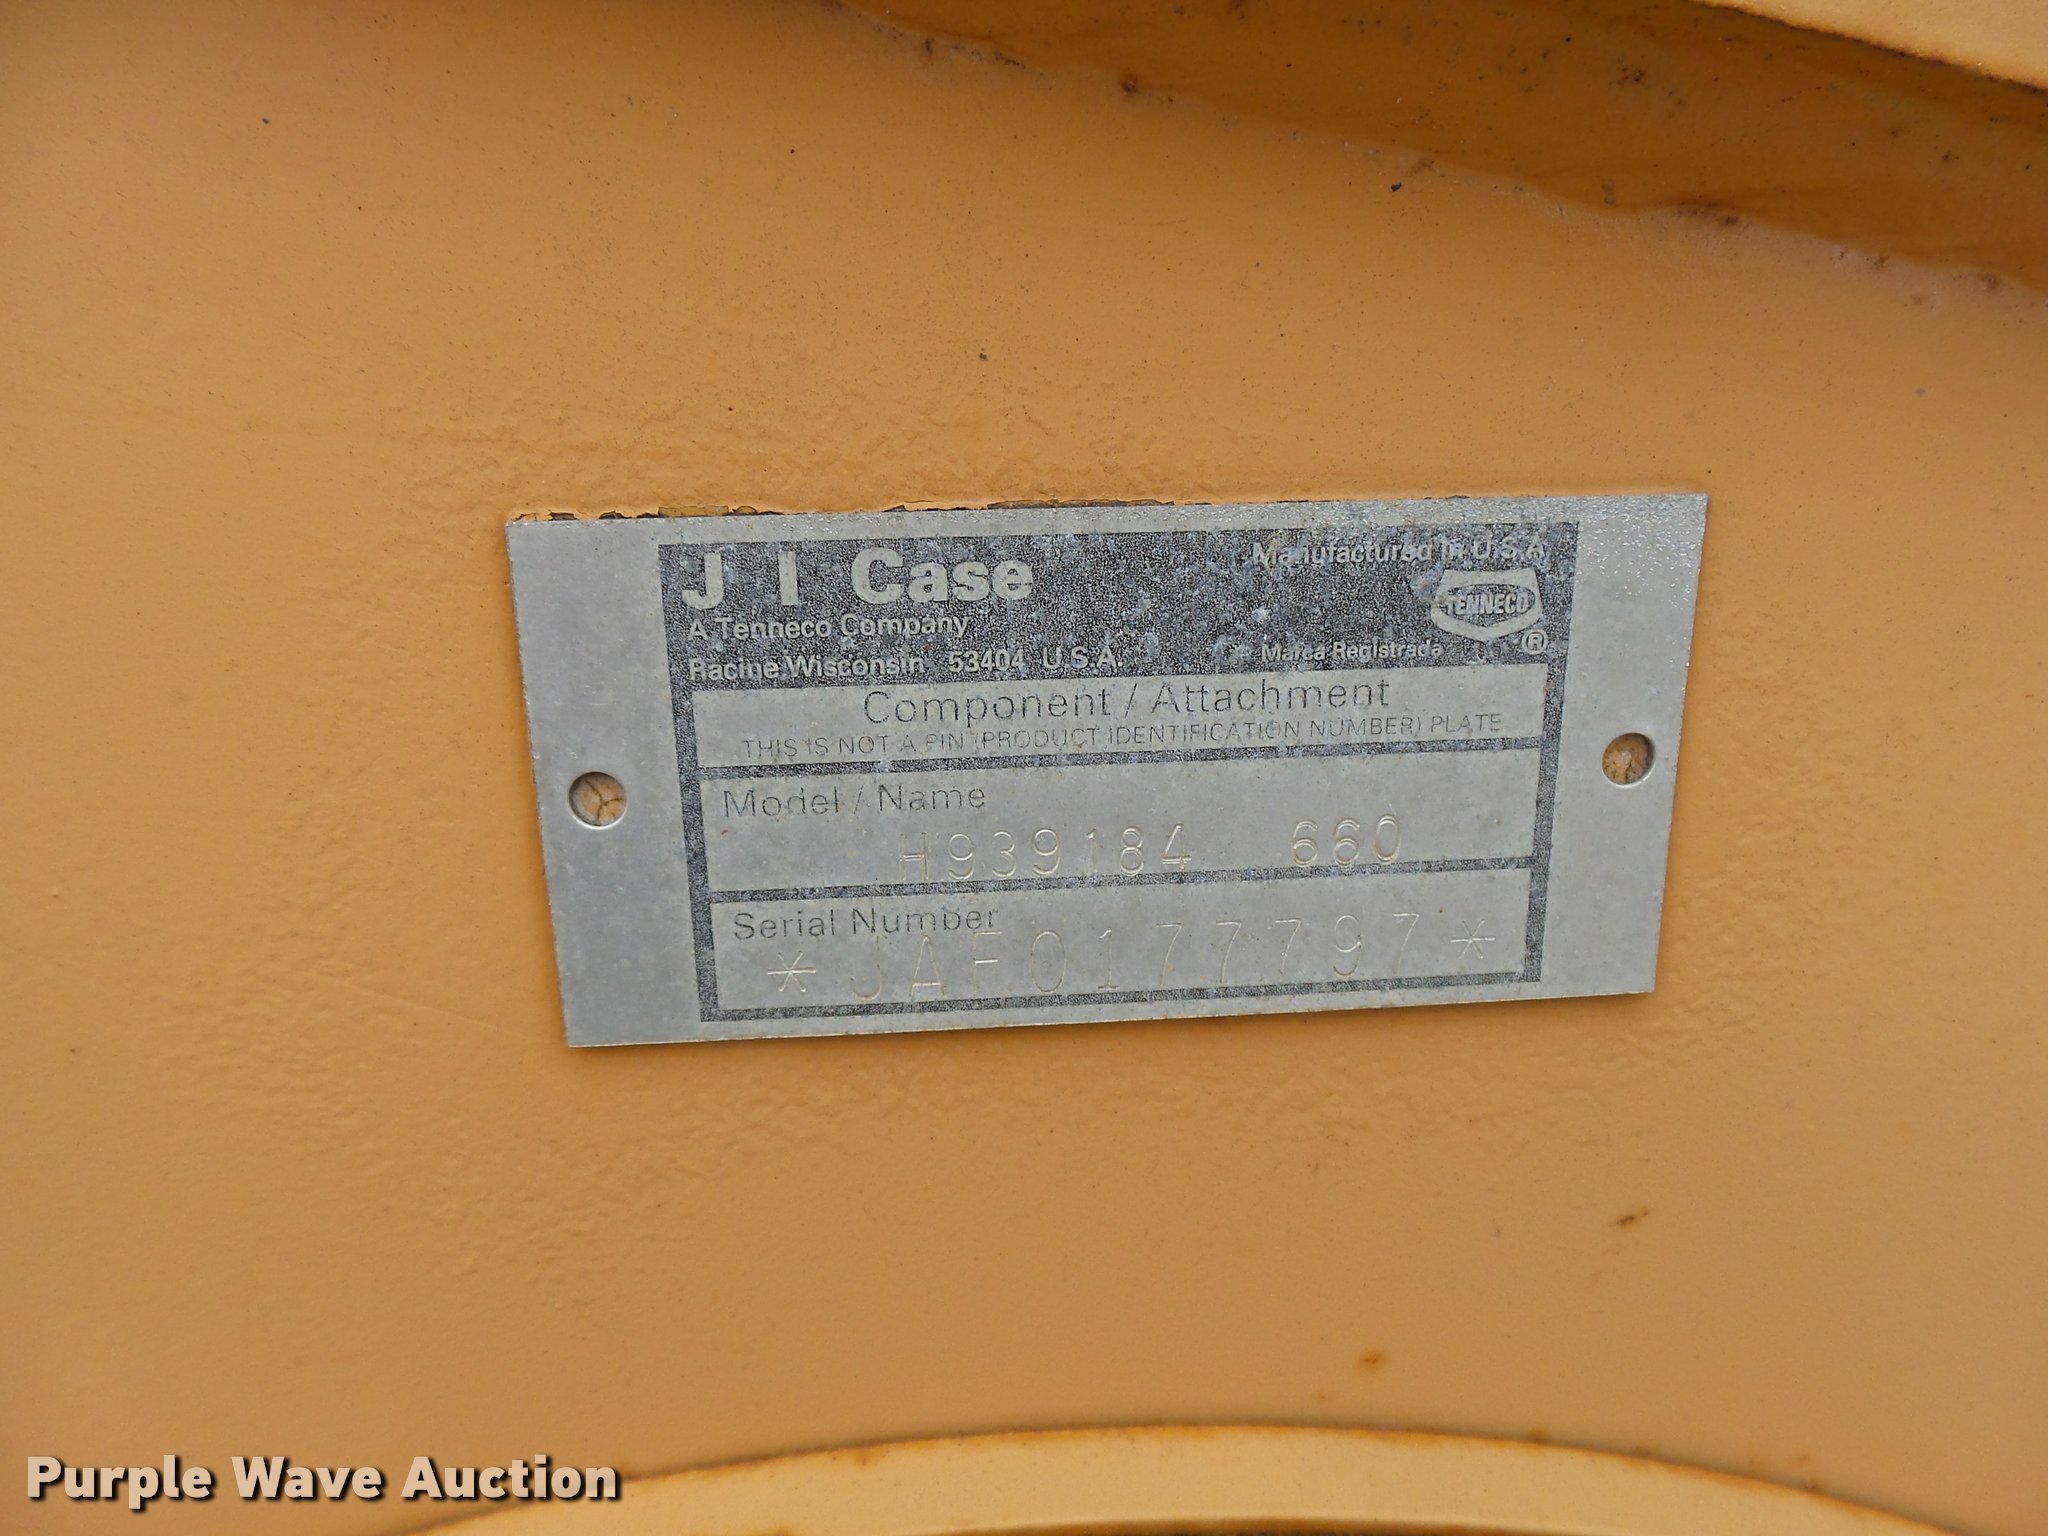 J I Case
Manufactured in U.S.A.
A Tenneco Company
TENNECO
Racine Wisconsin 53404 U.S.A.
Marca Registrada ®
Component / Attachment
THIS IS NOT A PIN (PRODUCT IDENTIFICATION NUMBER) PLATE
Model / Name
H939184 660
Serial Number
*JAF0177797*
Purple Wave Auction